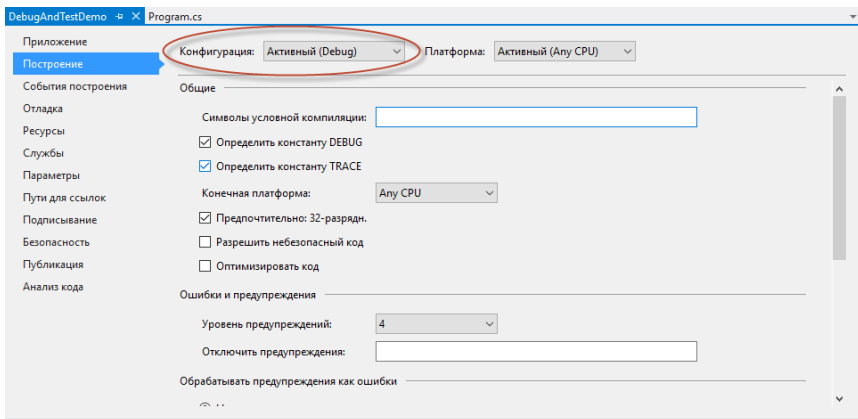 DebugAndTestDemo Program.cs
Приложение
Построение
События построения
Отладка
Ресурсы
Службы
Параметры
Пути для ссылок
Подписывание
Безопасность
Публикация
Анализ кода
Конфигурация: Активный (Debug) Платформа: Активный (Any CPU)
Общие
Символы условной компиляции:
Определить константу DEBUG
Определить константу TRACE
Конечная платформа: Any CPU
Предпочтительно: 32-разрядн.
Разрешить небезопасный код
Оптимизировать код
Ошибки и предупреждения
Уровень предупреждений: 4
Отключить предупреждения:
Обрабатывать предупреждения как ошибки